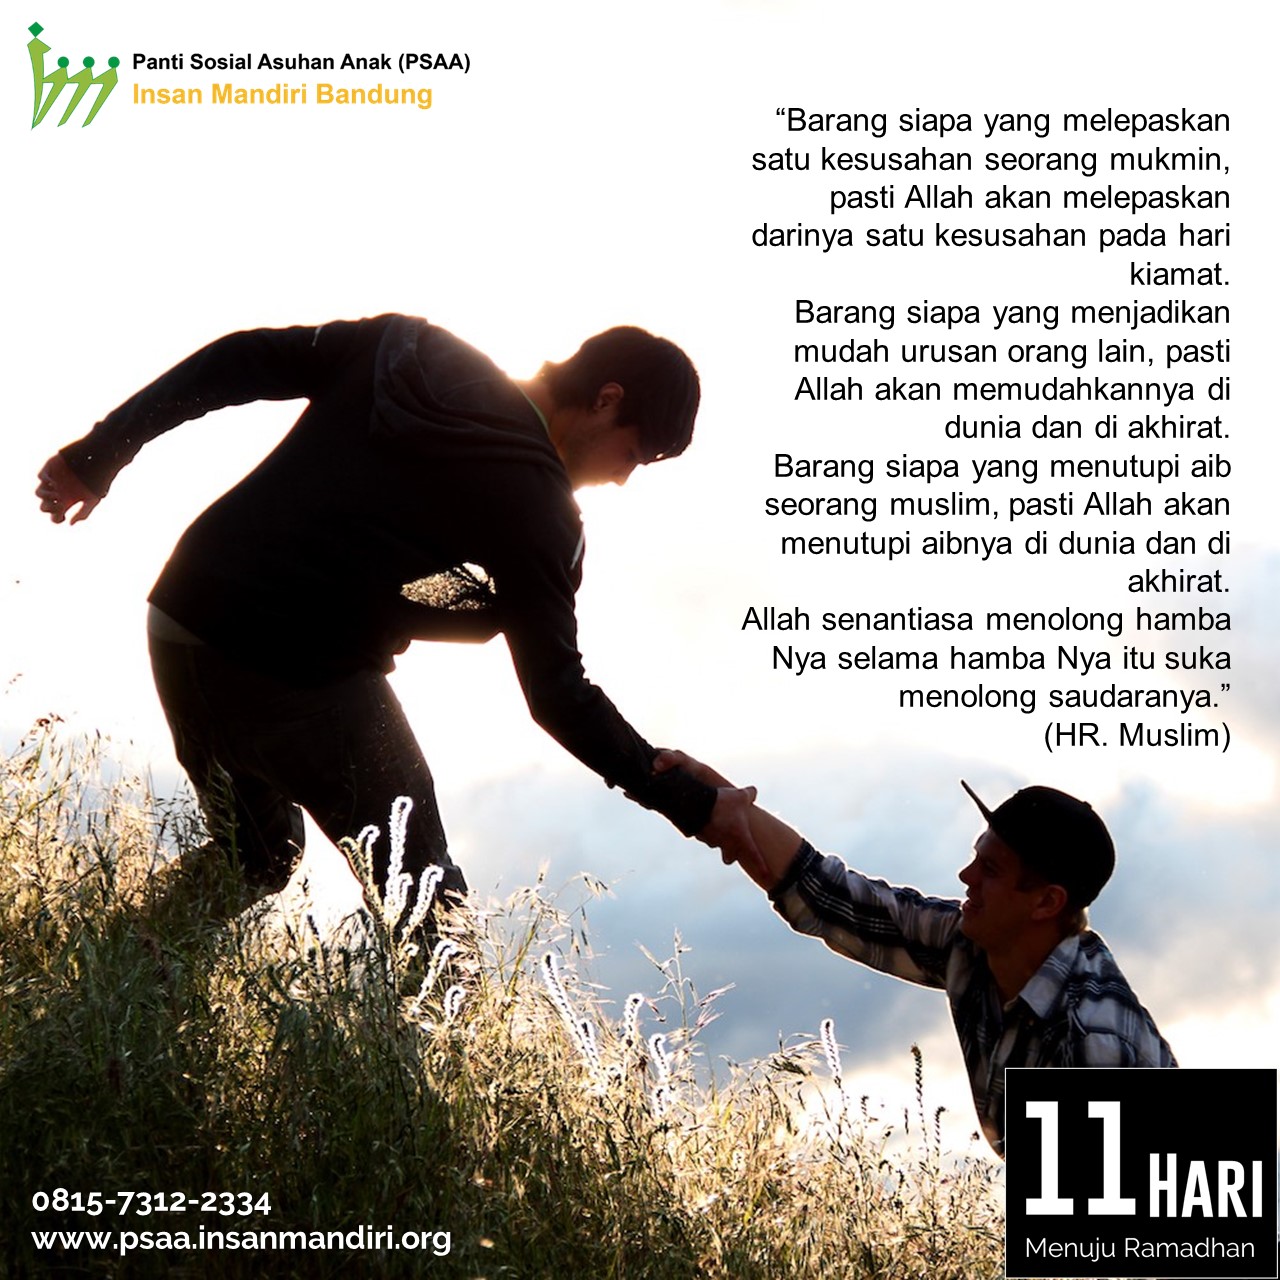 Panti Sosial Asuhan Anak (PSAA)
Insan Mandiri Bandung
“Barang siapa yang melepaskan
satu kesusahan seorang mukmin,
pasti Allah akan melepaskan
darinya satu kesusahan pada hari
kiamat.
Barang siapa yang menjadikan
mudah urusan orang lain, pasti
Allah akan memudahkannya di
dunia dan di akhirat.
Barang siapa yang menutupi aib
seorang muslim, pasti Allah akan
menutupi aibnya di dunia dan di
akhirat.
Allah senantiasa menolong hamba
Nya selama hamba Nya itu suka
menolong saudaranya.”
(HR. Muslim)
0815-7312-2334
www.psaa.insanmandiri.org
11 HARI
Menuju Ramadhan